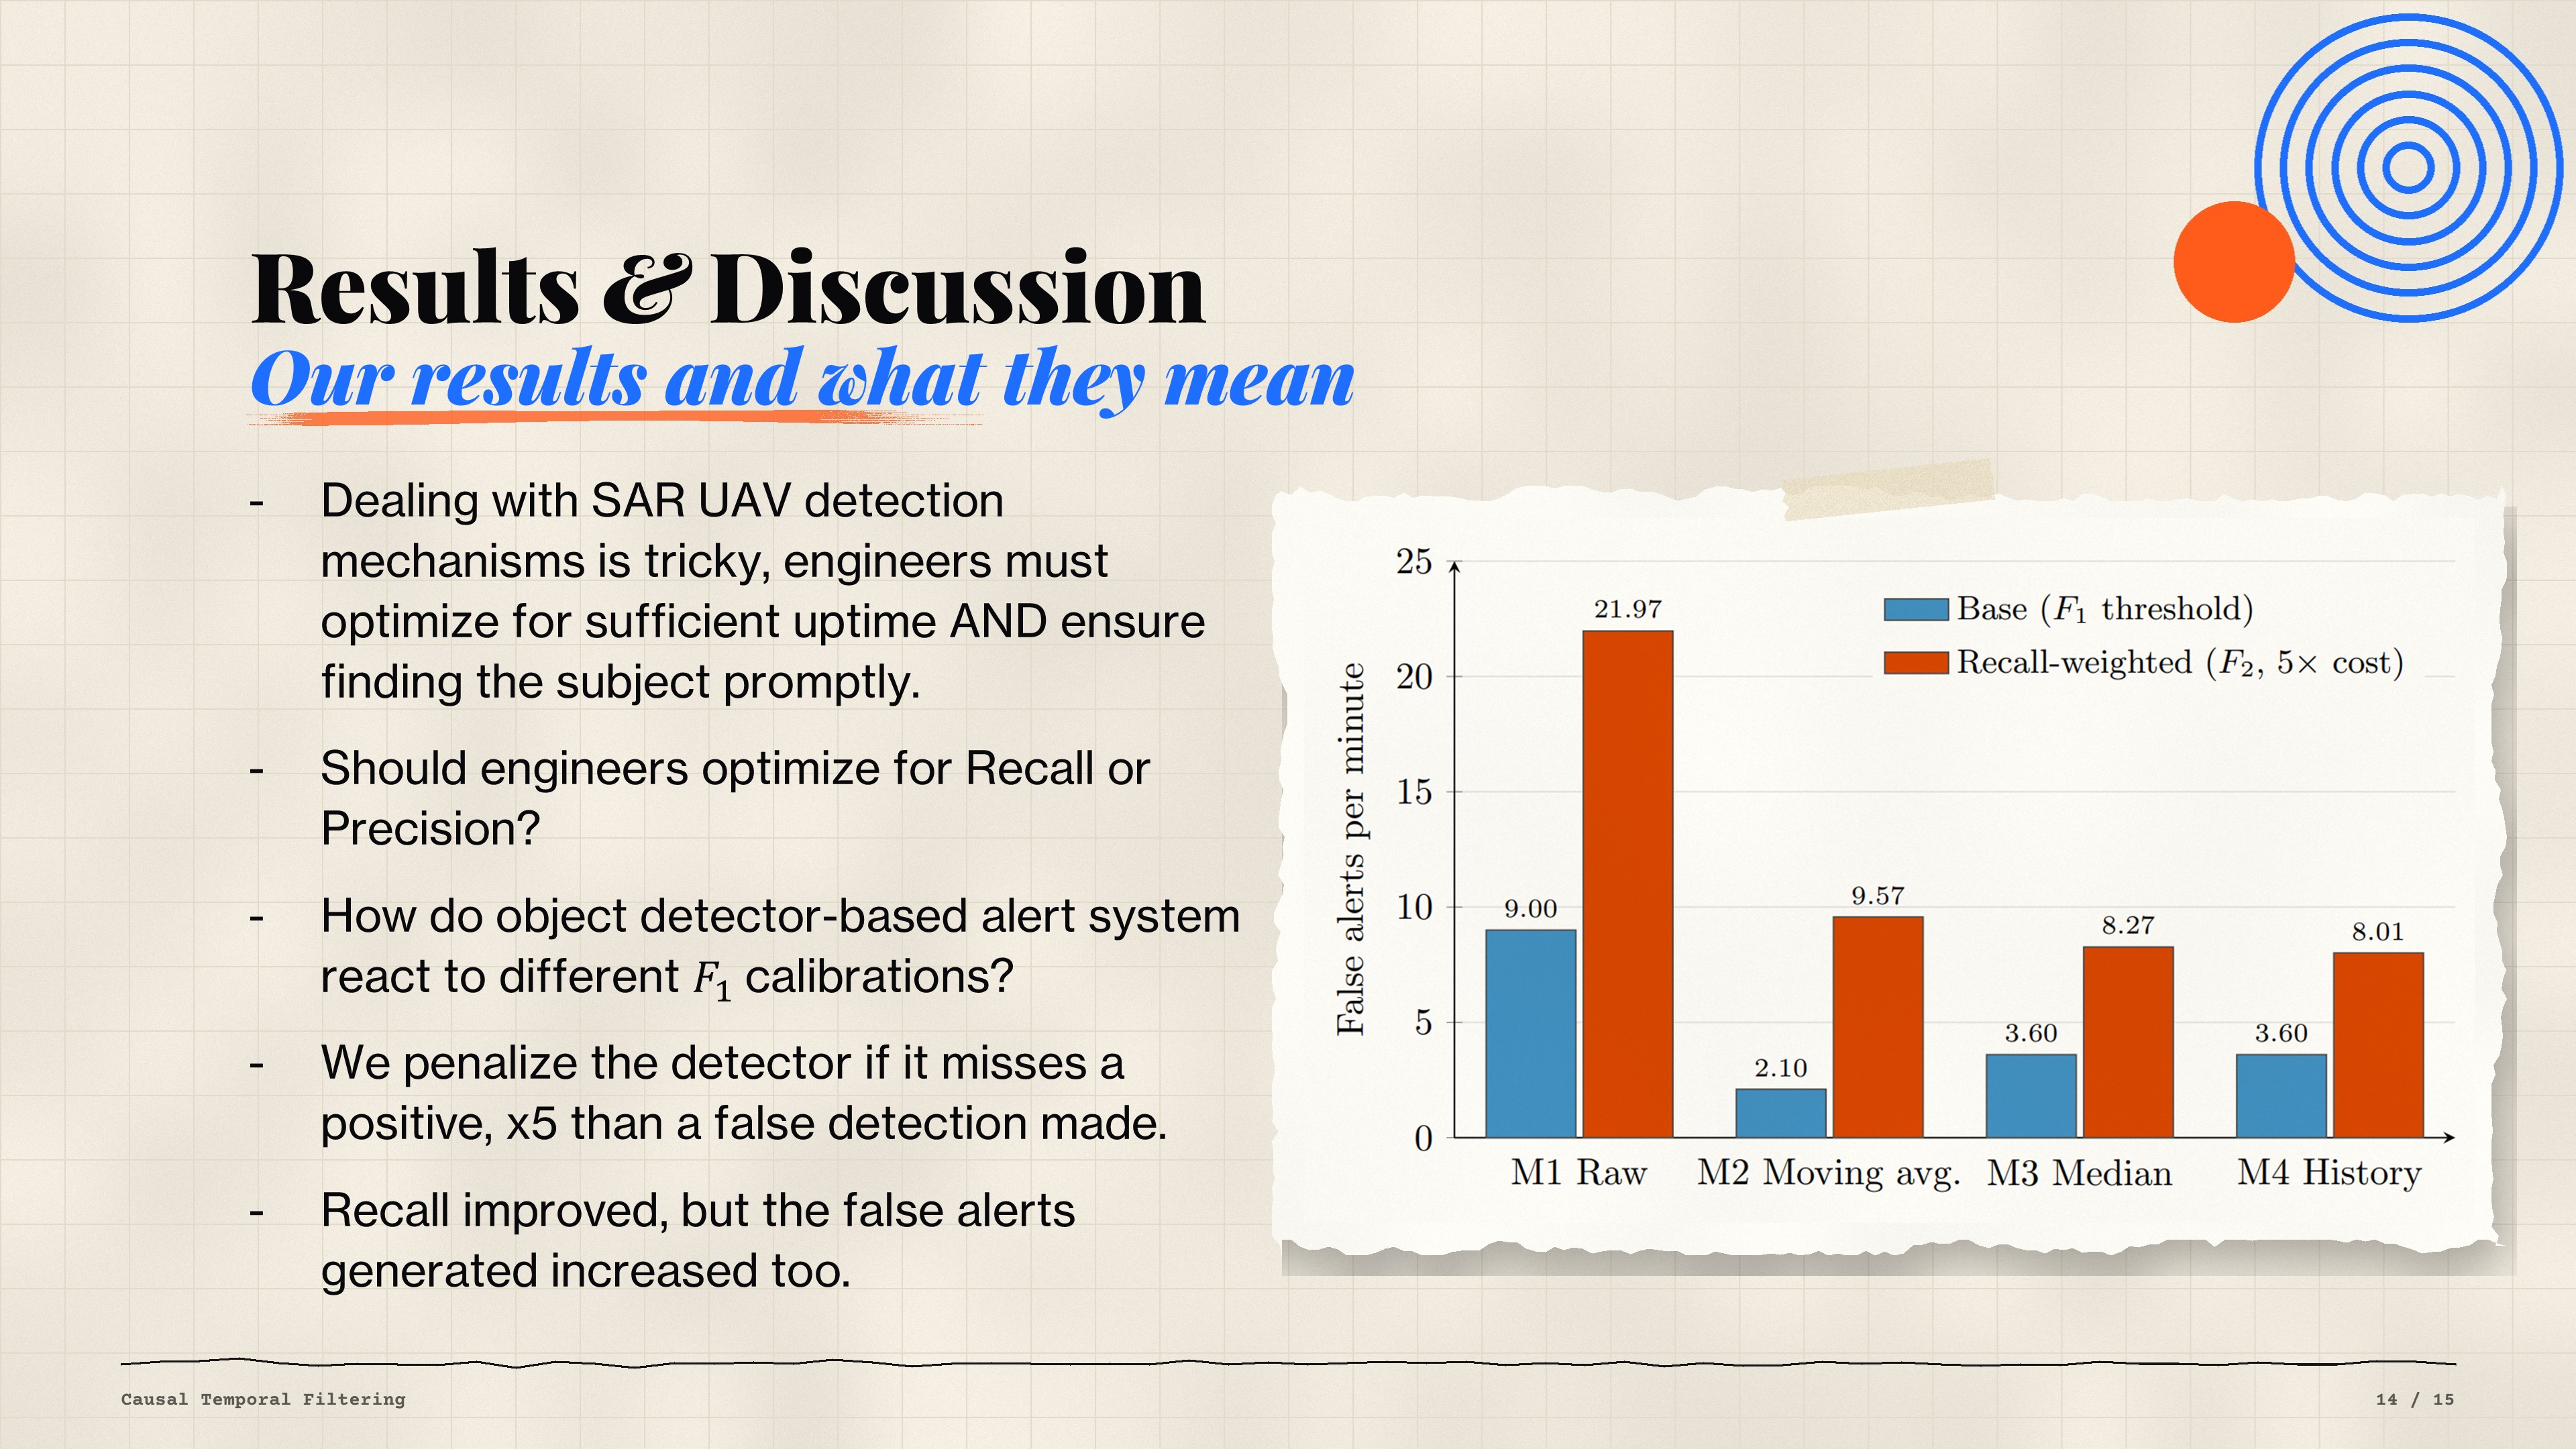 Results & Discussion
Our results and what they mean
- Dealing with SAR UAV detection
mechanisms is tricky, engineers must
optimize for sufficient uptime AND ensure
finding the subject promptly.
- Should engineers optimize for Recall or
Precision?
- How do object detector-based alert system
react to different F₁ calibrations?
- We penalize the detector if it misses a
positive, x5 than a false detection made.
- Recall improved, but the false alerts
generated increased too.
False alerts per minute
25
20
15
10
5
0
Base (F₁ threshold)
Recall-weighted (F₂, 5× cost)
9.00
21.97
2.10
9.57
3.60
8.27
3.60
8.01
M1 Raw
M2 Moving avg.
M3 Median
M4 History
Causal Temporal Filtering
14 / 15